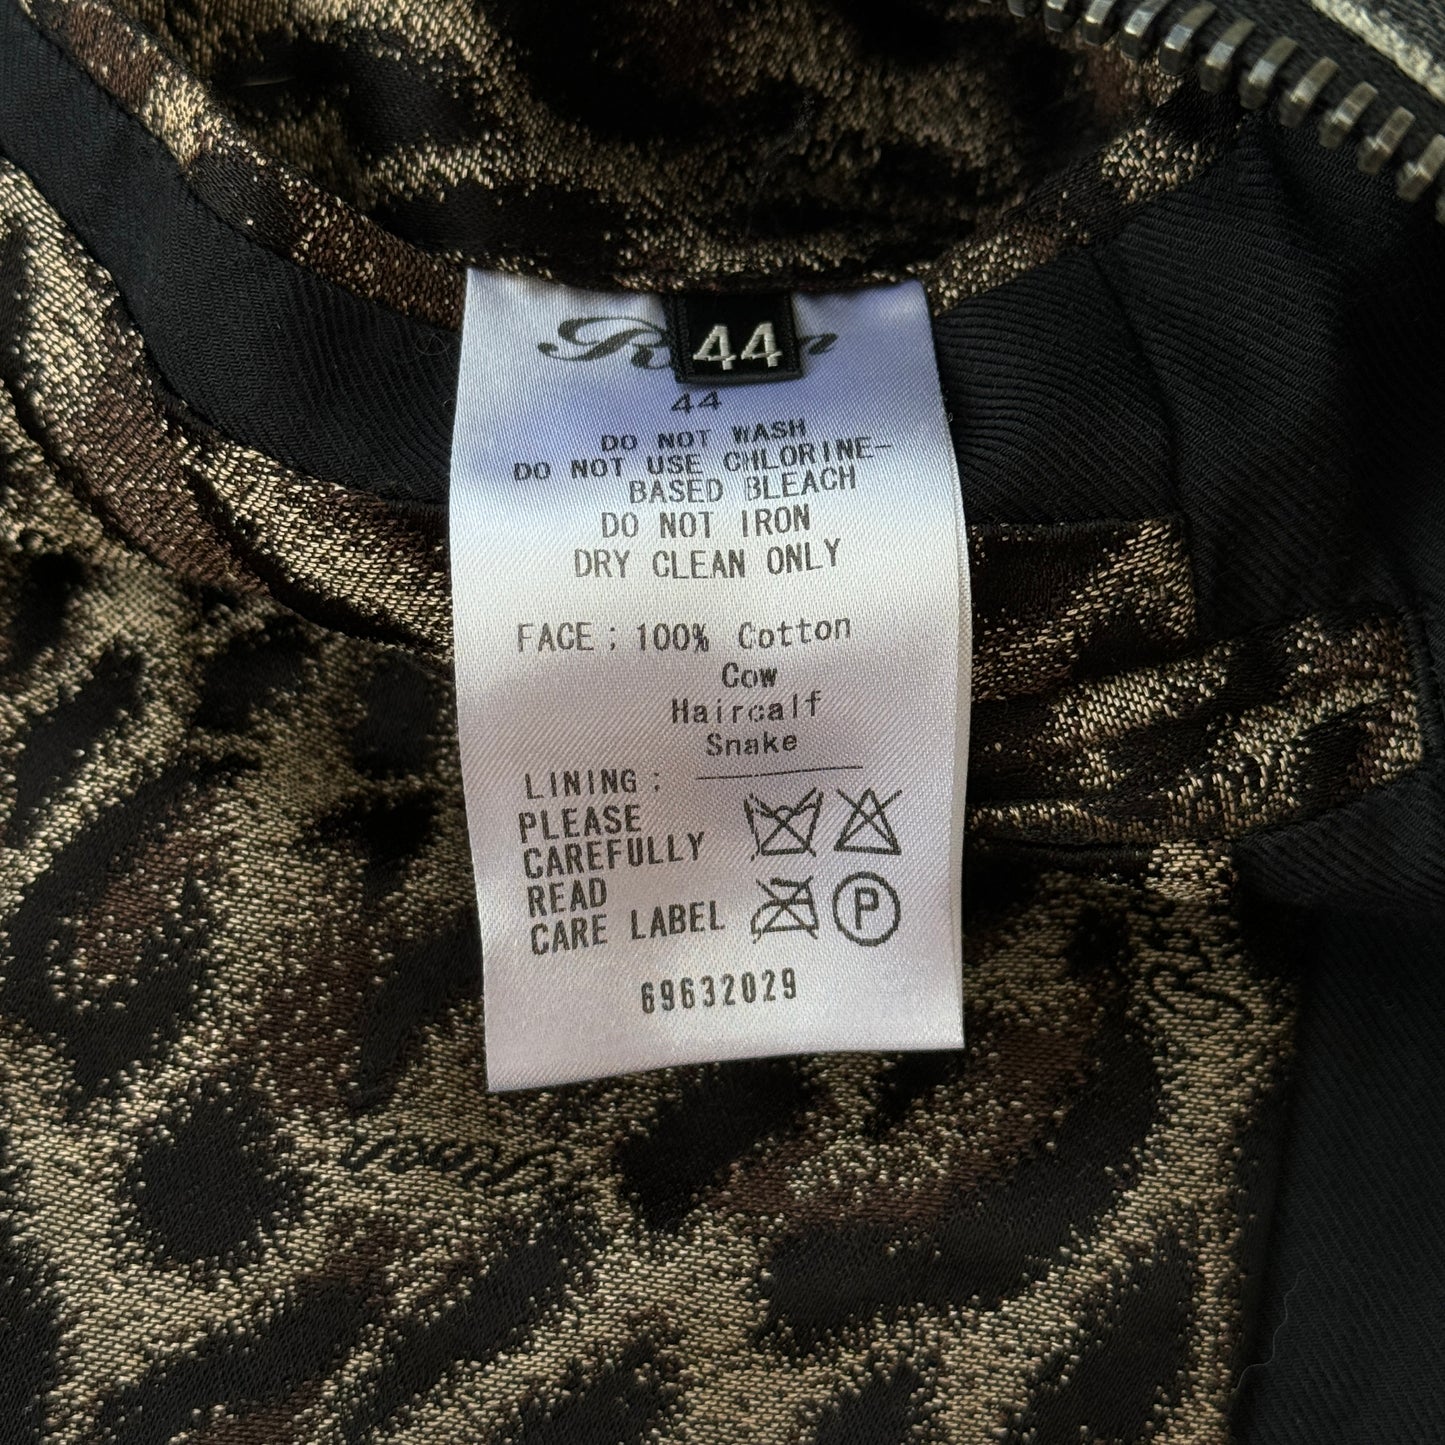 44
44
DO NOT WASH
DO NOT USE CHLORINE-
BASED BLEACH
DO NOT IRON
DRY CLEAN ONLY
FACE ; 100% Cotton
Cow
Haircalf
Snake
LINING :
PLEASE
CAREFULLY
READ
CARE LABEL
P
69632029